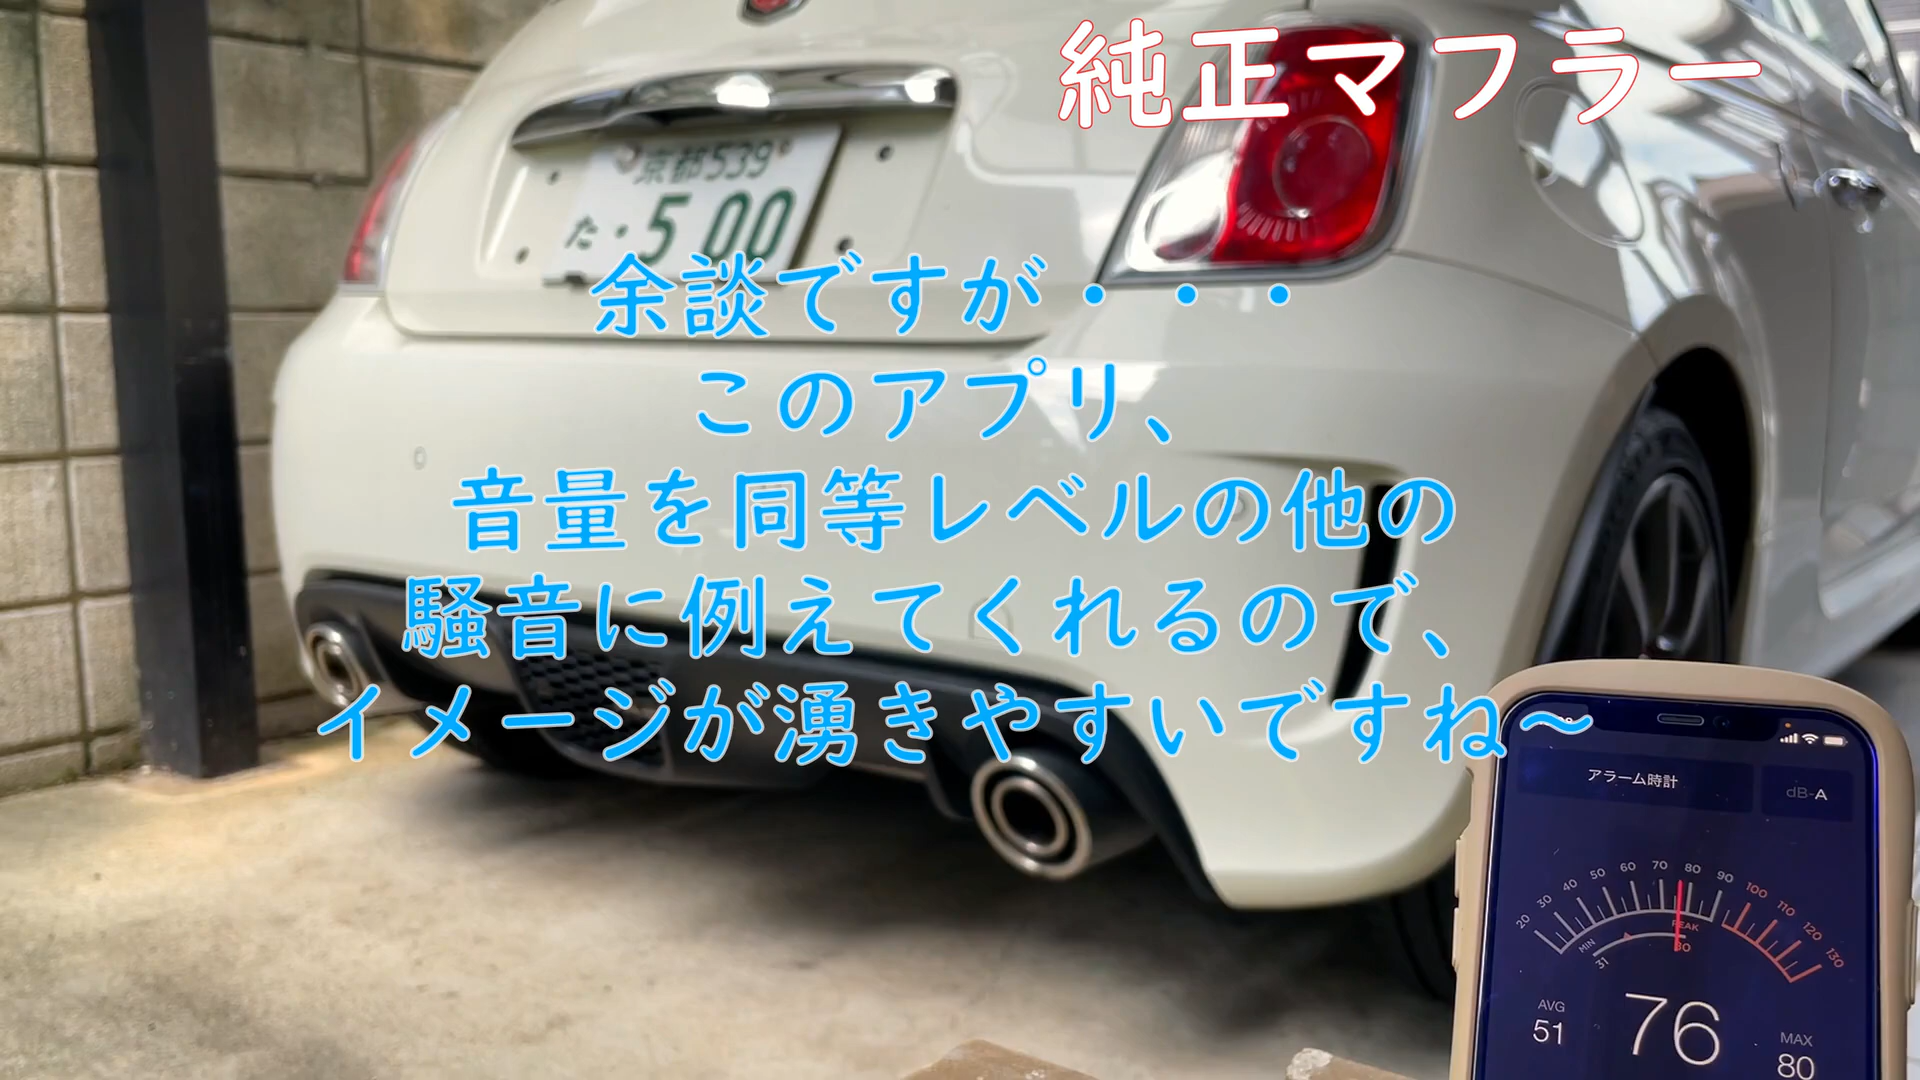 純正マフラー
京都539
た・500
余談ですが・・・
このアプリ、
音量を同等レベルの他の
騒音に例えてくれるので、
イメージが湧きやすいですね～
アラーム時計
dB-A
20 30 40 50 60 70 80 90 100 110 120 130
PEAK
MIN
31
80
AVG
51
76
MAX
80